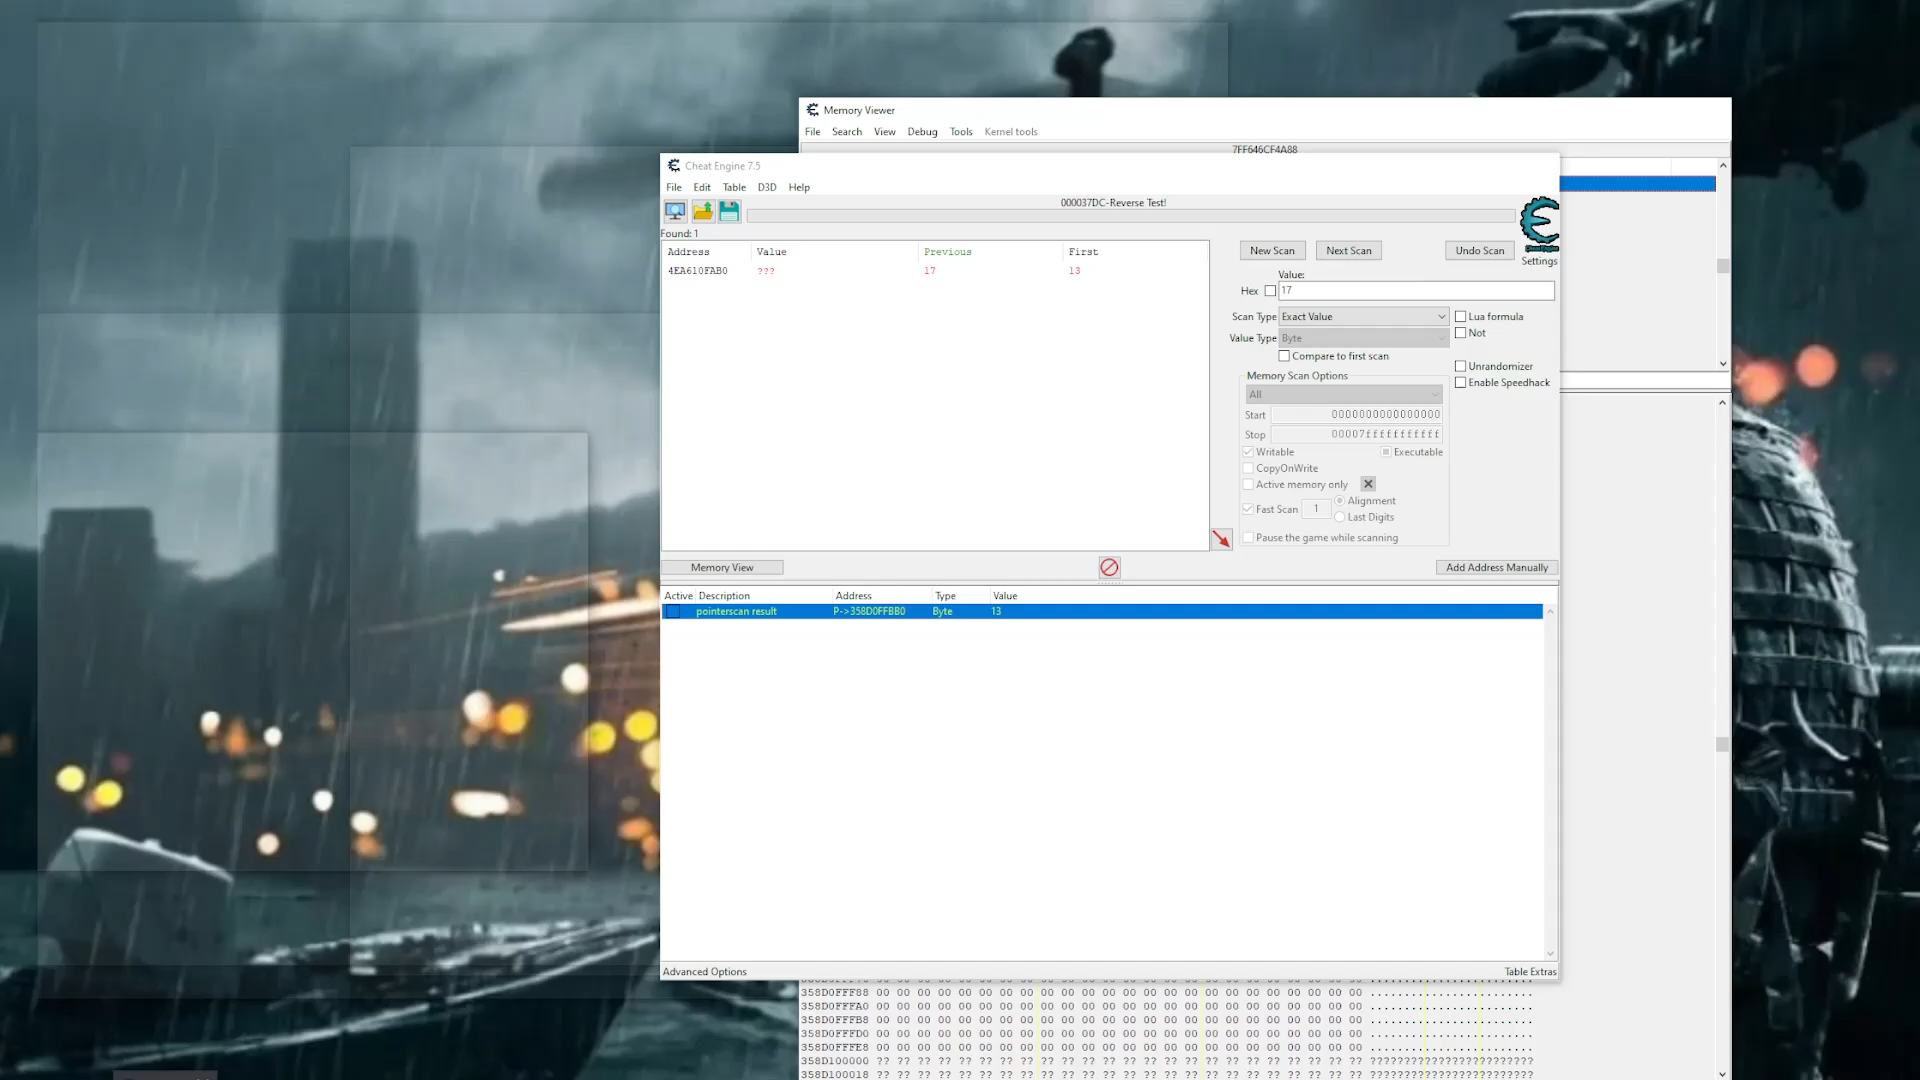 Memory Viewer
File Search View Debug Tools Kernel tools
7FF646CF4A88
Cheat Engine 7.5
File Edit Table D3D Help
000037DC-Reverse Test!
Found: 1
Address Value Previous First
4EA610FAB0 ??? 17 13
New Scan Next Scan Undo Scan
Settings
Value:
Hex 17
Scan Type Exact Value Lua formula
Not
Value Type Byte
Compare to first scan
Unrandomizer
Memory Scan Options
Enable Speedhack
All
Start 0000000000000000
Stop 00007fffffffffff
Writable Executable
CopyOnWrite
Active memory only
Fast Scan 1 Alignment
Last Digits
Pause the game while scanning
Memory View Add Address Manually
Active Description Address Type Value
pointerscan result P->358D0FFBB0 Byte 13
Advanced Options Table Extras
358D0FFF88 00 00 00 00 00 00 00 00 00 00 00 00 00 00 00 00 00 00 00 00 00 00 00 00 ........................
358D0FFFA0 00 00 00 00 00 00 00 00 00 00 00 00 00 00 00 00 00 00 00 00 00 00 00 00 ........................
358D0FFFB8 00 00 00 00 00 00 00 00 00 00 00 00 00 00 00 00 00 00 00 00 00 00 00 00 ........................
358D0FFFD0 00 00 00 00 00 00 00 00 00 00 00 00 00 00 00 00 00 00 00 00 00 00 00 00 ........................
358D0FFFE8 00 00 00 00 00 00 00 00 00 00 00 00 00 00 00 00 00 00 00 00 00 00 00 00 ........................
358D100000 ?? ?? ?? ?? ?? ?? ?? ?? ?? ?? ?? ?? ?? ?? ?? ?? ?? ?? ?? ?? ?? ?? ?? ?? ????????????????????????
358D100018 ?? ?? ?? ?? ?? ?? ?? ?? ?? ?? ?? ?? ?? ?? ?? ?? ?? ?? ?? ?? ?? ?? ?? ?? ????????????????????????